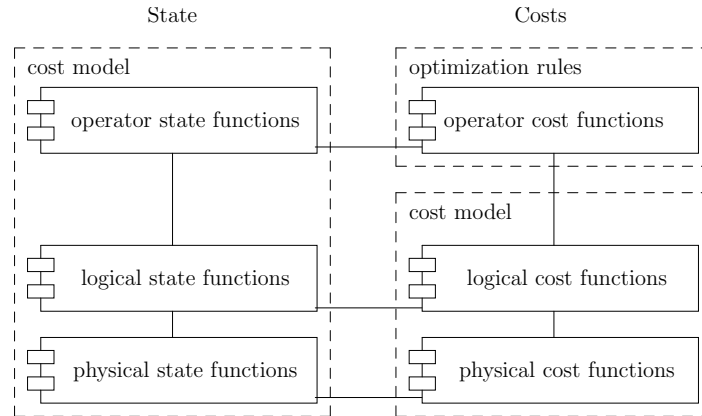 State
Costs
cost model
optimization rules
operator state functions
operator cost functions
cost model
logical state functions
logical cost functions
physical state functions
physical cost functions